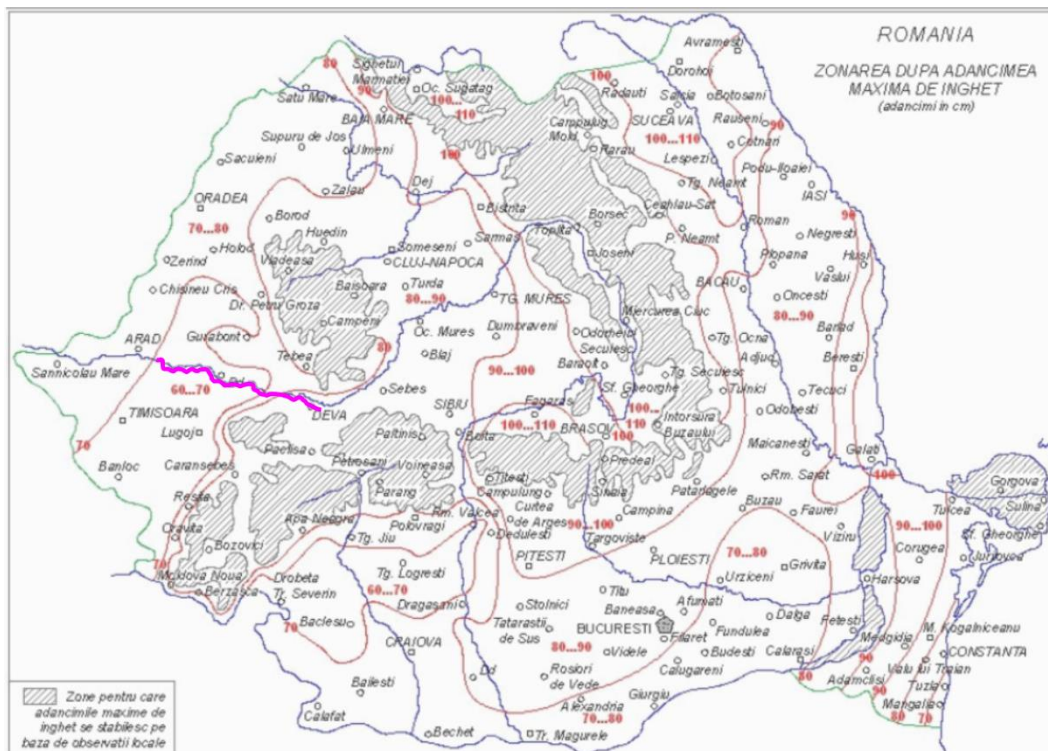 ROMANIA
ZONAREA DUPA ADANCIMEA
MAXIMA DE INGHET
(adancimi in cm)
Avramesti
Dorohoi
80
Sighetul
Marmatiei
Oc. Sugatag
100
Radauti
Satu Mare
90
100...
110
Salcia
Botosani
BAIA MARE
SUCEAVA
Rauseni
90
Campulug
Mold.
100...110
Cotnari
Supuru de Jos
Ulmeni
100
Rarau
Lespezi
Podu-Iloaiei
Sacuieni
Tg. Neamt
IASI
Zalau
Dej
ORADEA
Bistrita
Ceahlau-Sat
Borod
Borsec
Roman
90
70...80
Huedin
Sarmas
Toplita
P. Neamt
Negresti
Holod
Someseni
Joseni
Husi
Zerind
Vladeasa
CLUJ-NAPOCA
Plopana
Vaslui
Chisineu Cris
Baisoara
Turda
BACAU
Dr. Petru Groza
80...90
TG. MURES
Oncesti
Miercurea Ciuc
80...90
Campeni
Oc. Mures
Dumbraveni
Odorheiol
Secuiesc
Barlad
Gurahont
Tg. Ocna
ARAD
Blaj
Adjud
Beresti
80
Tebea
Baraolt
Sannicolau Mare
90...100
Tg. Secuiesc
60...70
Sebes
Sf. Gheorghe
Tulnici
Tecuci
Fagaras
100...
110
DEVA
SIBIU
100...110
Odobesti
TIMISOARA
BRASOV
Intorsura
Buzaului
Lugoj
Paltinis
Boita
100
Maicanesti
70
Paclisa
Galati
Petrosani
Predeal
Banloc
Caransebes
Voineasa
Rm. Sarat
100
Titesti
Gorgova
Parang
Campulung
Sinaia
Patarlagele
Resita
Tulcea
Sulina
Curtea
de Arges
Buzau
Faurei
90...100
Oravita
Apa Neagra
Rm. Valcea
90...100
Campina
Polovragi
Viziru
Sf. Gheorghe
Tg. Jiu
Dedulesti
Targoviste
Corugea
Bozovici
Jurilovca
70
PITESTI
PLOIESTI
70...80
Moldova Noua
Drobeta
Tr. Severin
Tg. Logresti
Grivita
Urziceni
Harsova
Berzasca
60...70
Titu
Dragasani
Stolnici
Baneasa
Afumati
Dalga
70
Baclesu
Tatarastii
de Sus
BUCURESTI
Fetesti
M. Kogalniceanu
Fundulea
Medgidia
CRAIOVA
Filaret
80...90
Videle
Budesti
Calarasi
CONSTANTA
90
Valu lui Traian
Rosiori
de Vede
Calugareni
80
Adamclisi
Dd
90
Tuzla
Bailesti
Giurgiu
Mangalia
Alexandria
80
70
70...80
Calafat
Bechet
Tr. Magurele
Zone pentru care
adancimile maxime de
inghet se stabilesc pe
baza de observatii locale